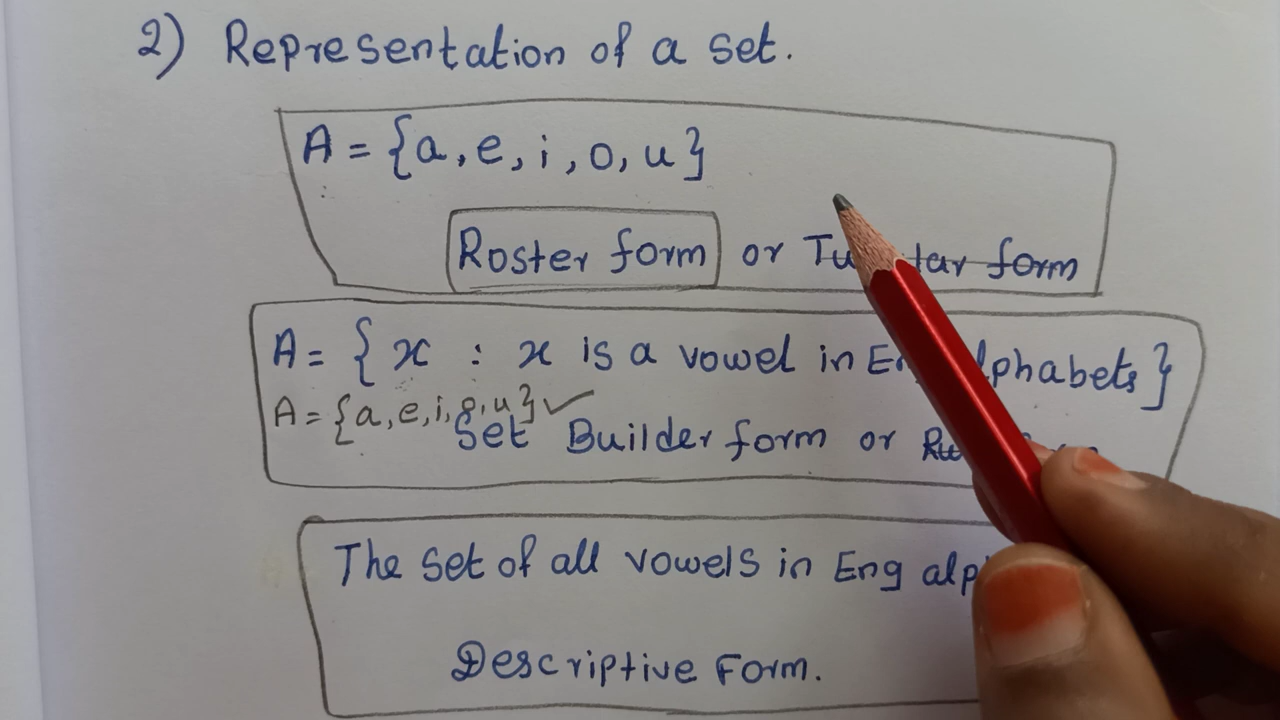 2) Representation of a set.
A = {a, e, i, o, u}
Roster form or form
A = { x : x is a vowel in }
A = {a, e, i, o, u} ✓
Set Builder form or
The set of all vowels in Eng
Descriptive Form.